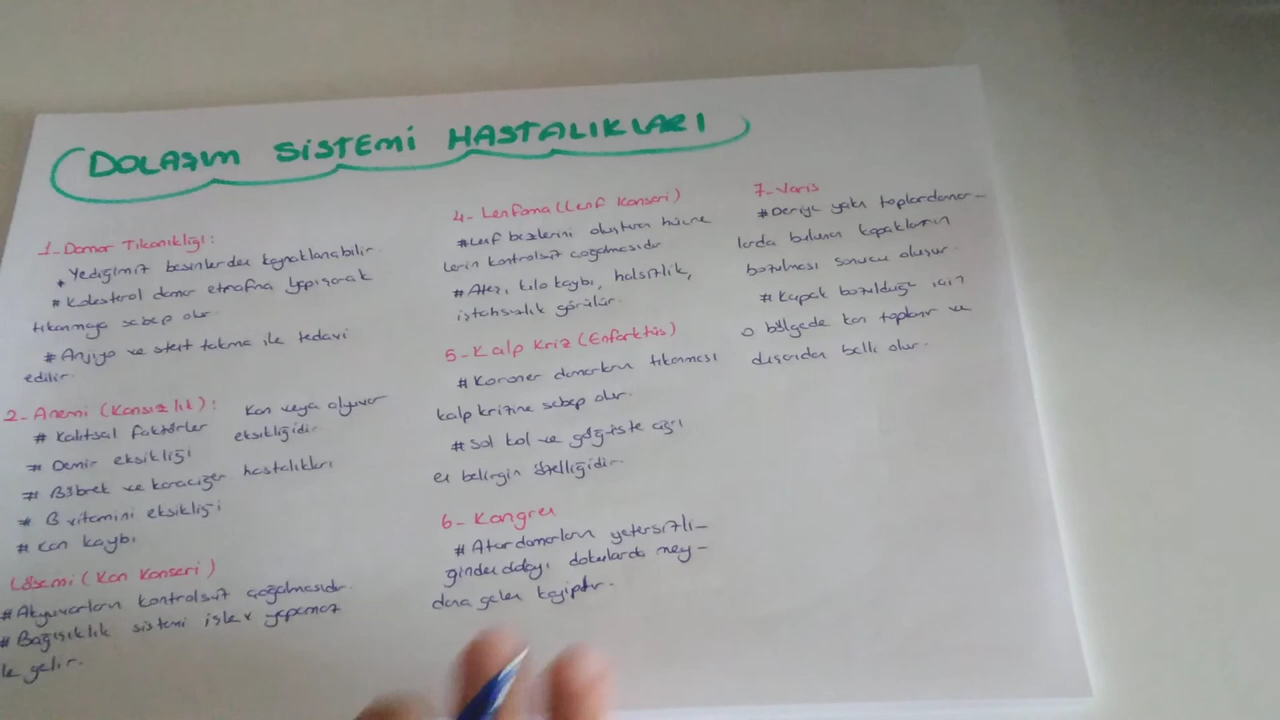 DOLAŞIM SİSTEMİ HASTALIKLARI
1-Damar Tıkanıklığı:
* Yediğimiz besinlerden kaynaklanabilir.
# Kolesterol damar etrafına yapışarak
tıkanmaya sebep olur.
# Anjiyo ve stent takma ile tedavi
edilir.
2-Anemi (Kansızlık): Kan veya alyuvar
eksikliğidir.
# Kalıtsal faktörler
# Demir eksikliği
# Böbrek ve karaciğer hastalıkları
# B vitamini eksikliği
# Kan kaybı
Lösemi (Kan Kanseri)
# Akyuvarların kontrolsüz çoğalmasıdır.
# Bağışıklık sistemi işlev yapamaz
le gelir.
4- Lenfoma (Lenf Kanseri)
# Lenf bezlerini oluşturan hücre
lerin kontrolsüz çoğalmasıdır
# Ateş, kilo kaybı, halsizlik,
iştahsızlık görülür.
5-Kalp Krizi (Enfarktüs)
# Koroner damarların tıkanması
kalp krizine sebep olur.
# Sol kol ve göğüste ağrı
en belirgin özelliğidir.
6- Kangren
# Atardamarların yetersizli-
ğinden dolayı dokularda mey-
dana gelen kayıptır.
7-Varis
# Deriye yakın toplardamar-
larda bulunan kapakların
bozulması sonucu oluşur.
# Kapak bozulduğu için
o bölgede kan toplanır ve
dışarıdan belli olur.